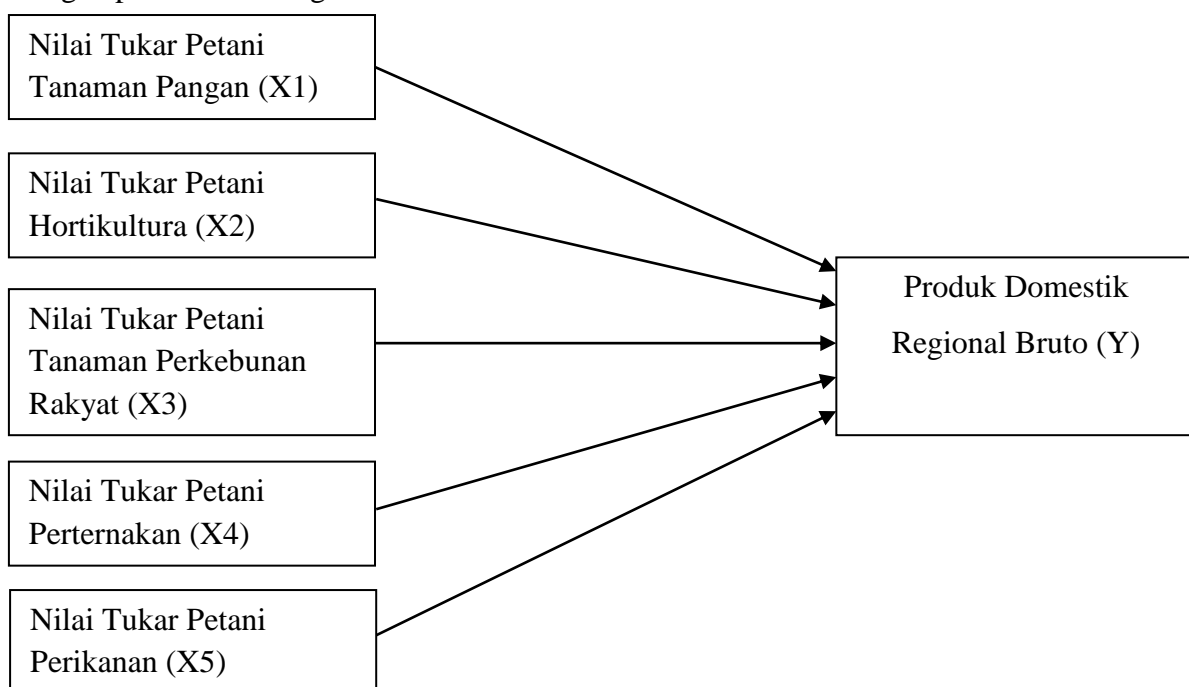 Nilai Tukar Petani
Tanaman Pangan (X1)
Nilai Tukar Petani
Hortikultura (X2)
Nilai Tukar Petani
Tanaman Perkebunan
Rakyat (X3)
Nilai Tukar Petani
Perternakan (X4)
Nilai Tukar Petani
Perikanan (X5)
Produk Domestik
Regional Bruto (Y)